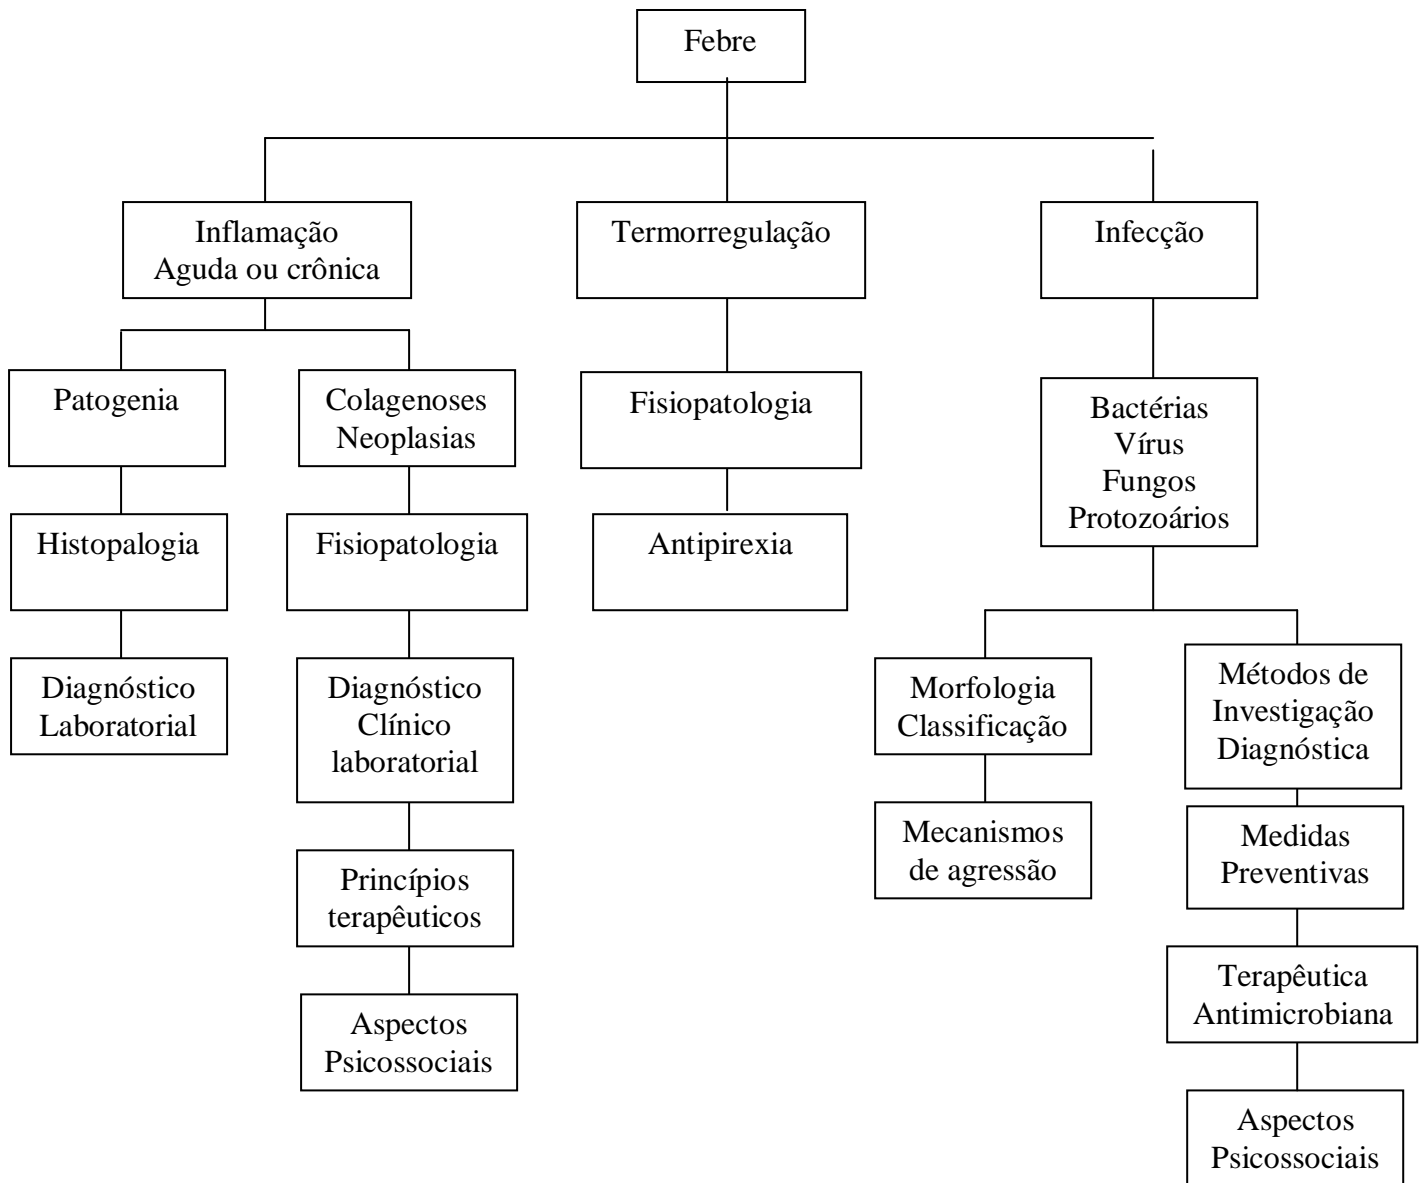 Febre
Inflamação
Aguda ou crônica
Termorregulação
Infecção
Patogenia
Colagenoses
Neoplasias
Fisiopatologia
Bactérias
Vírus
Fungos
Protozoários
Histopalogia
Fisiopatologia
Antipirexia
Diagnóstico
Laboratorial
Diagnóstico
Clínico
laboratorial
Morfologia
Classificação
Métodos de
Investigação
Diagnóstica
Mecanismos
de agressão
Medidas
Preventivas
Princípios
terapêuticos
Terapêutica
Antimicrobiana
Aspectos
Psicossociais
Aspectos
Psicossociais